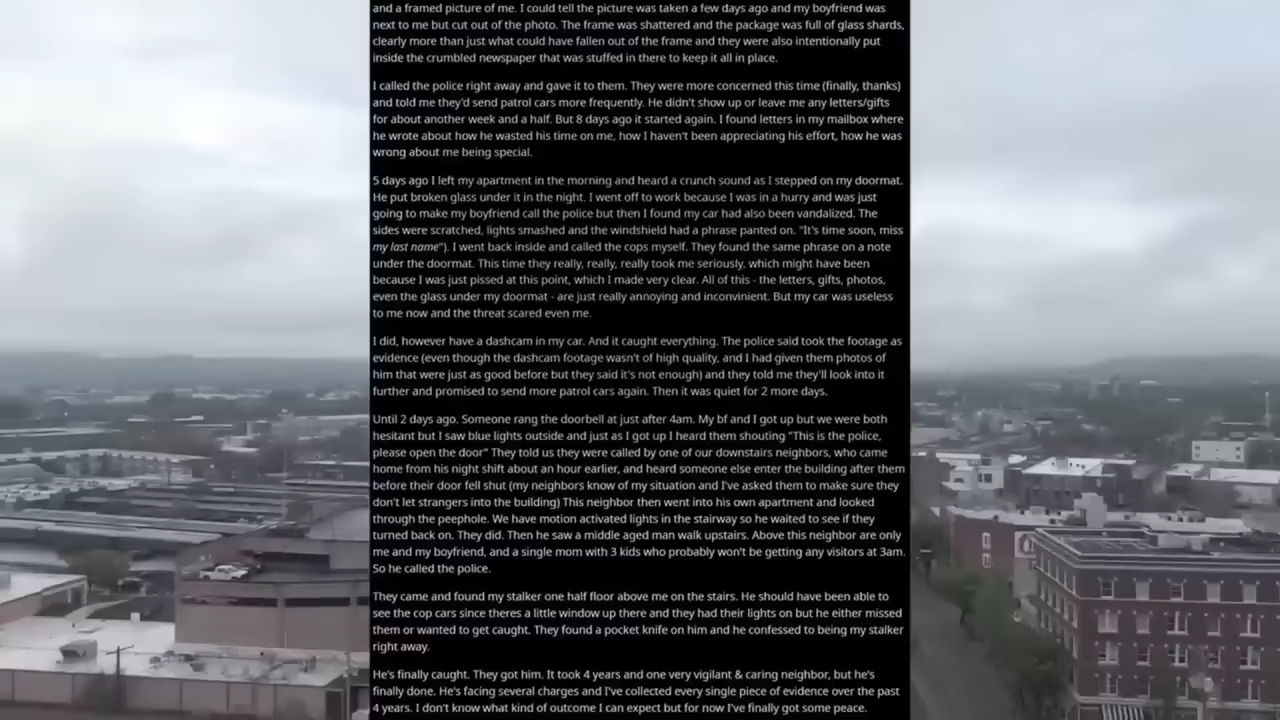 and a framed picture of me. I could tell the picture was taken a few days ago and my boyfriend was
next to me but cut out of the photo. The frame was shattered and the package was full of glass shards,
clearly more than just what could have fallen out of the frame and they were also intentionally put
inside the crumbled newspaper that was stuffed in there to keep it all in place.
I called the police right away and gave it to them. They were more concerned this time (finally, thanks)
and told me they'd send patrol cars more frequently. He didn't show up or leave me any letters/gifts
for about another week and a half. But 8 days ago it started again. I found letters in my mailbox where
he wrote about how he wasted his time on me, how I haven't been appreciating his effort, how he was
wrong about me being special.
5 days ago I left my apartment in the morning and heard a crunch sound as I stepped on my doormat.
He put broken glass under it in the night. I went off to work because I was in a hurry and was just
going to make my boyfriend call the police but then I found my car had also been vandalized. The
sides were scratched, lights smashed and the windshield had a phrase panted on. "It's time soon, miss
my last name"). I went back inside and called the cops myself. They found the same phrase on a note
under the doormat. This time they really, really, really took me seriously, which might have been
because I was just pissed at this point, which I made very clear. All of this - the letters, gifts, photos,
even the glass under my doormat - are just really annoying and inconvinient. But my car was useless
to me now and the threat scared even me.
I did, however have a dashcam in my car. And it caught everything. The police said took the footage as
evidence (even though the dashcam footage wasn't of high quality, and I had given them photos of
him that were just as good before but they said it's not enough) and they told me they'll look into it
further and promised to send more patrol cars again. Then it was quiet for 2 more days.
Until 2 days ago. Someone rang the doorbell at just after 4am. My bf and I got up but we were both
hesitant but I saw blue lights outside and just as I got up I heard them shouting "This is the police,
please open the door" They told us they were called by one of our downstairs neighbors, who came
home from his night shift about an hour earlier, and heard someone else enter the building after them
before their door fell shut (my neighbors know of my situation and I've asked them to make sure they
don't let strangers into the building) This neighbor then went into his own apartment and looked
through the peephole. We have motion activated lights in the stairway so he waited to see if they
turned back on. They did. Then he saw a middle aged man walk upstairs. Above this neighbor are only
me and my boyfriend, and a single mom with 3 kids who probably won't be getting any visitors at 3am.
So he called the police.
They came and found my stalker one half floor above me on the stairs. He should have been able to
see the cop cars since theres a little window up there and they had their lights on but he either missed
them or wanted to get caught. They found a pocket knife on him and he confessed to being my stalker
right away.
He's finally caught. They got him. It took 4 years and one very vigilant & caring neighbor, but he's
finally done. He's facing several charges and I've collected every single piece of evidence over the past
4 years. I don't know what kind of outcome I can expect but for now I've finally got some peace.